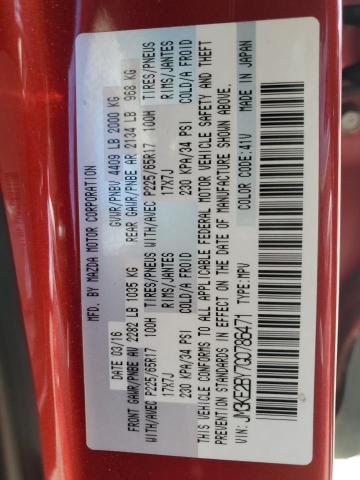 MFD. BY MAZDA MOTOR CORPORATION
DATE 03/16 GVWR/PNBV 4409 LB 2000 KG
FRONT GAWR/PNBE AV 2282 LB 1035 KG REAR GAWR/PNBE AR 2134 LB 968 KG
WITH/AVEC P225/65R17 100H TIRES/PNEUS WITH/AVEC P225/65R17 100H TIRES/PNEUS
17X7J RIMS/JANTES 17X7J RIMS/JANTES
230 KPA/34 PSI COLD/A FROID 230 KPA/34 PSI COLD/A FROID
THIS VEHICLE CONFORMS TO ALL APPLICABLE FEDERAL MOTOR VEHICLE SAFETY AND THEFT
PREVENTION STANDARDS IN EFFECT ON THE DATE OF MANUFACTURE SHOWN ABOVE.
VIN: JM3KE2BY7G0786471 TYPE: MPV COLOR CODE: 41V MADE IN JAPAN